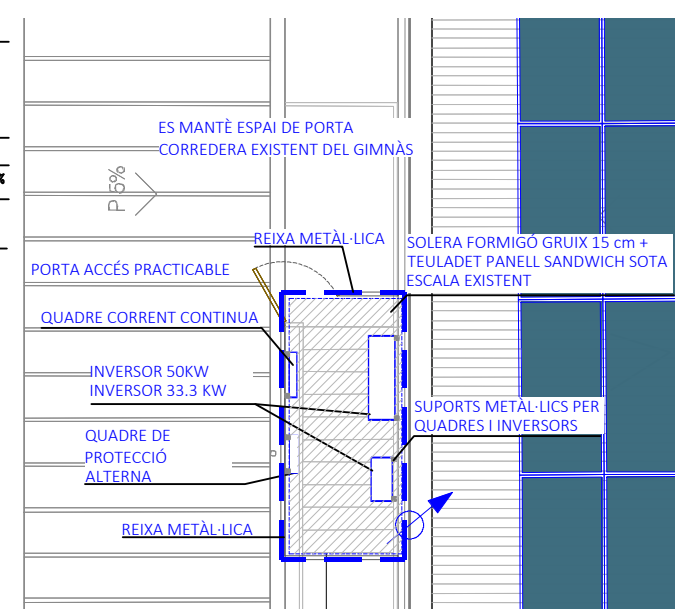 ES MANTÈ ESPAI DE PORTA
CORREDERA EXISTENT DEL GIMNÀS
P 5%
REIXA METÀL·LICA
SOLERA FORMIGÓ GRUIX 15 cm +
TEULADET PANELL SANDWICH SOTA
ESCALA EXISTENT
PORTA ACCÉS PRACTICABLE
QUADRE CORRENT CONTINUA
INVERSOR 50KW
INVERSOR 33.3 KW
SUPORTS METÀL·LICS PER
QUADRES I INVERSORS
QUADRE DE
PROTECCIÓ
ALTERNA
REIXA METÀL·LICA